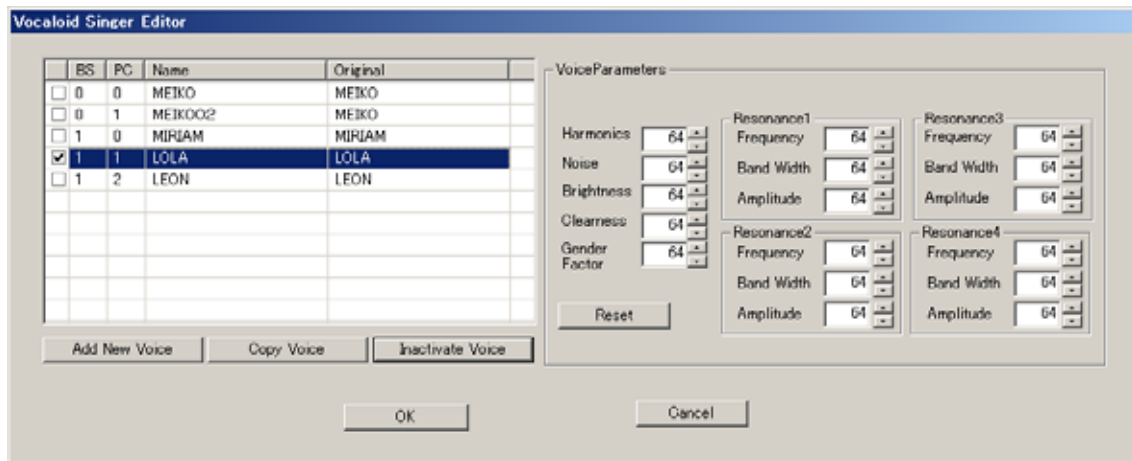 Vocaloid Singer Editor
BS PC Name Original
0 0 MEIKO MEIKO
0 1 MEIKO02 MEIKO
1 0 MIRIAM MIRIAM
1 1 LOLA LOLA
1 2 LEON LEON
Add New Voice Copy Voice Inactivate Voice
VoiceParameters
Harmonics 64
Noise 64
Brightness 64
Clearness 64
Gender
Factor 64
Reset
Resonance1
Frequency 64
Band Width 64
Amplitude 64
Resonance2
Frequency 64
Band Width 64
Amplitude 64
Resonance3
Frequency 64
Band Width 64
Amplitude 64
Resonance4
Frequency 64
Band Width 64
Amplitude 64
OK Cancel